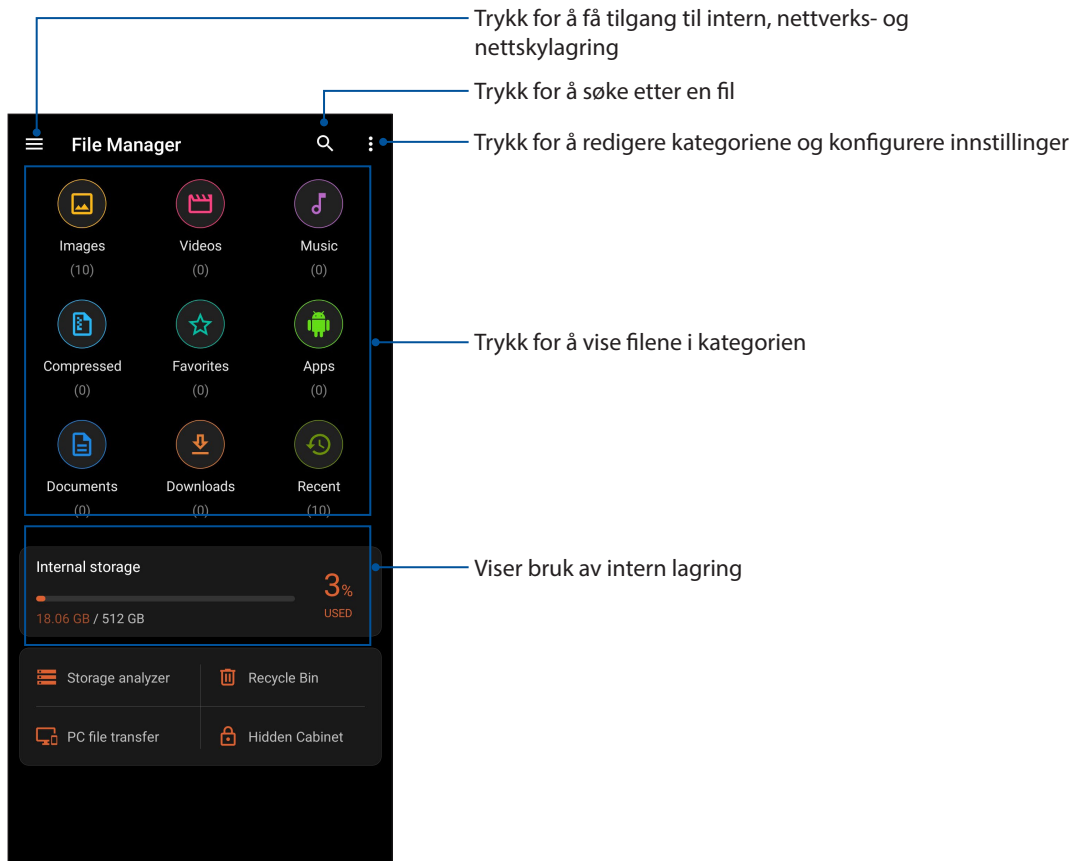 Trykk for å få tilgang til intern, nettverks- og
nettskylagring
Trykk for å søke etter en fil
File Manager
Trykk for å redigere kategoriene og konfigurere innstillinger
Images
Videos
Music
(10)
(0)
(0)
Trykk for å vise filene i kategorien
Compressed
Favorites
Apps
(0)
(0)
(0)
Documents
Downloads
Recent
(0)
(0)
(10)
Internal storage
Viser bruk av intern lagring
3%
18.06 GB / 512 GB
USED
Storage analyzer
Recycle Bin
PC file transfer
Hidden Cabinet